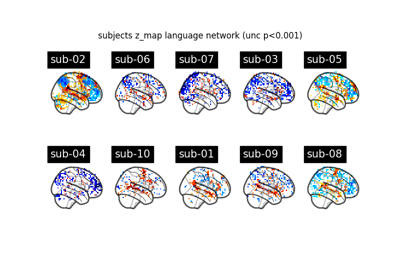 subjects z_map language network (unc p<0.001)
sub-02 sub-06 sub-07 sub-03 sub-05
sub-04 sub-10 sub-01 sub-09 sub-08